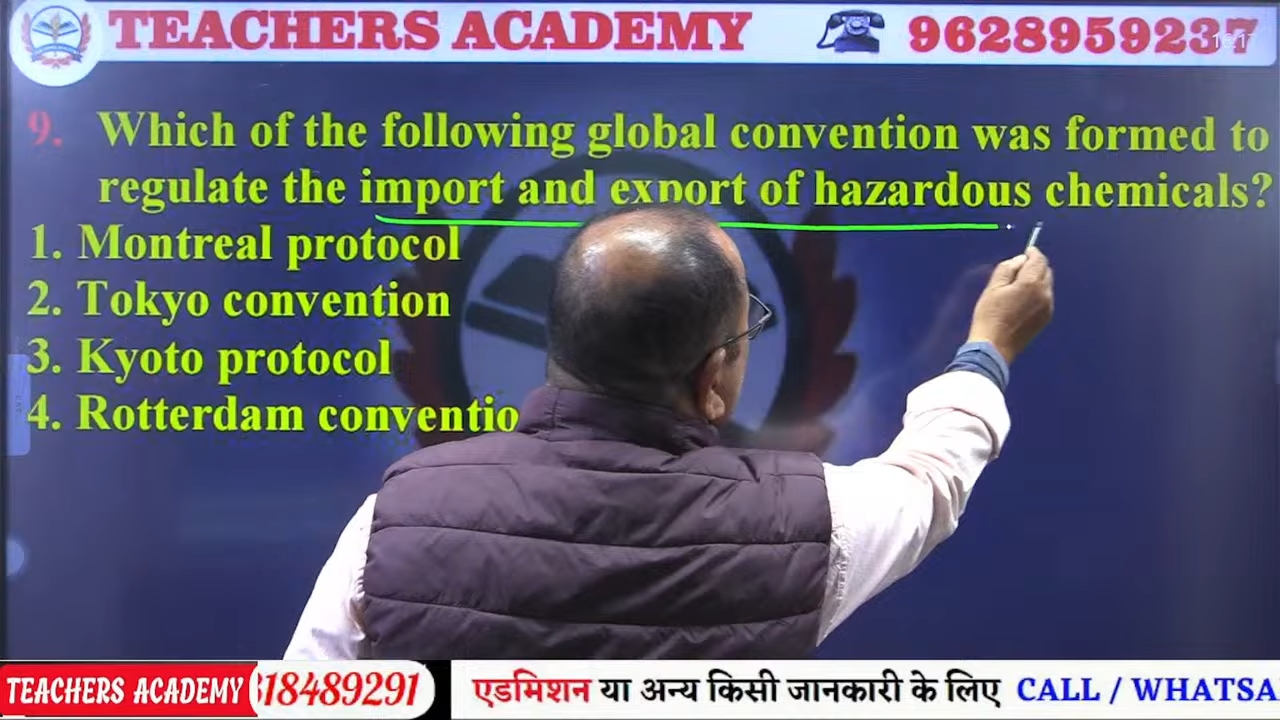 TEACHERS ACADEMY
9628959237
16:17
9. Which of the following global convention was formed to
regulate the import and export of hazardous chemicals?
1. Montreal protocol
2. Tokyo convention
3. Kyoto protocol
4. Rotterdam conventio
TEACHERS ACADEMY
18489291
एडमिशन या अन्य किसी जानकारी के लिए CALL / WHATSA